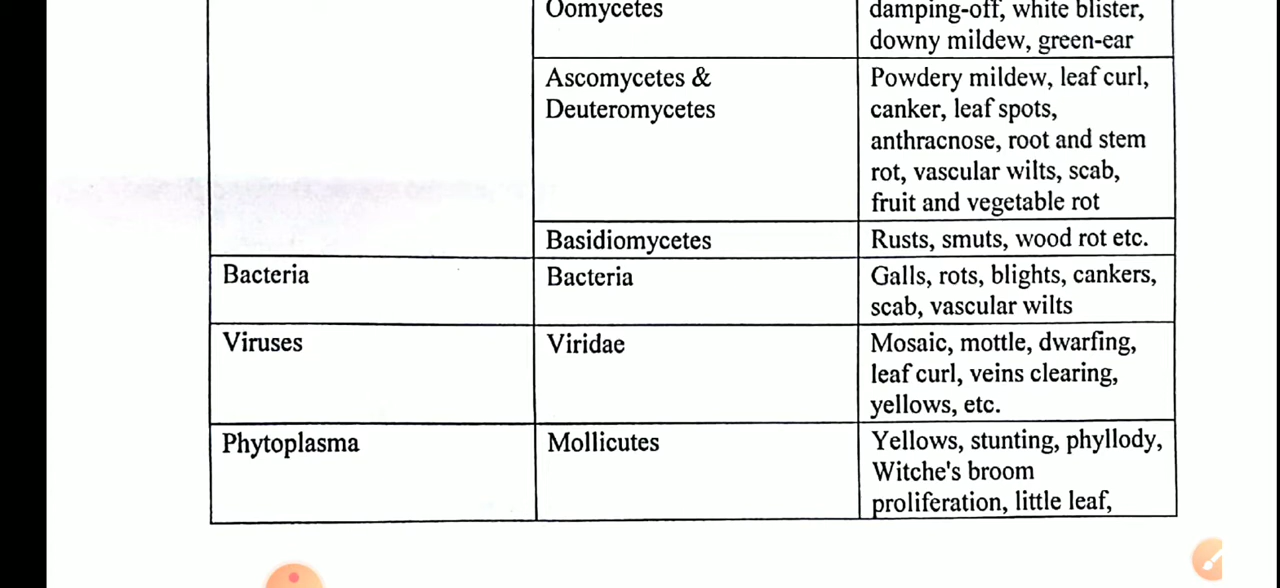 Oomycetes
damping-off, white blister,
downy mildew, green-ear
Ascomycetes &
Deuteromycetes
Powdery mildew, leaf curl,
canker, leaf spots,
anthracnose, root and stem
rot, vascular wilts, scab,
fruit and vegetable rot
Basidiomycetes
Rusts, smuts, wood rot etc.
Bacteria
Bacteria
Galls, rots, blights, cankers,
scab, vascular wilts
Viruses
Viridae
Mosaic, mottle, dwarfing,
leaf curl, veins clearing,
yellows, etc.
Phytoplasma
Mollicutes
Yellows, stunting, phyllody,
Witche's broom
proliferation, little leaf,